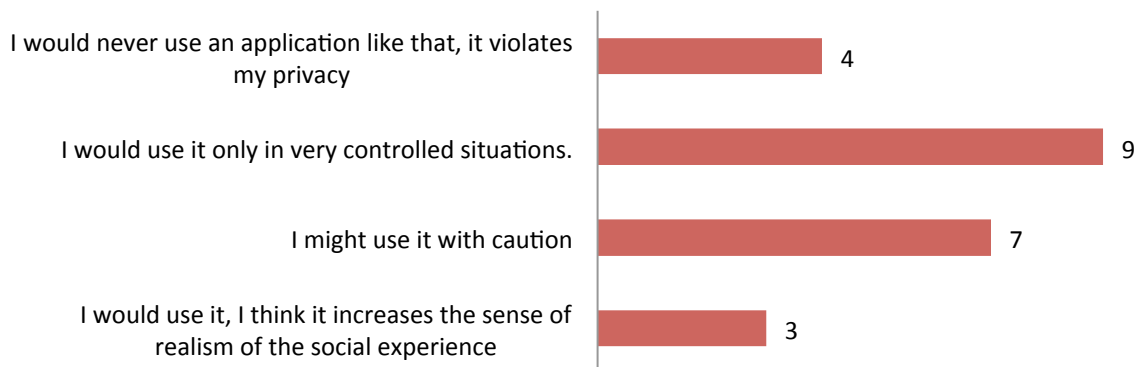 I would never use an application like that, it violates
my privacy
4
I would use it only in very controlled situations.
9
I might use it with caution
7
I would use it, I think it increases the sense of
realism of the social experience
3